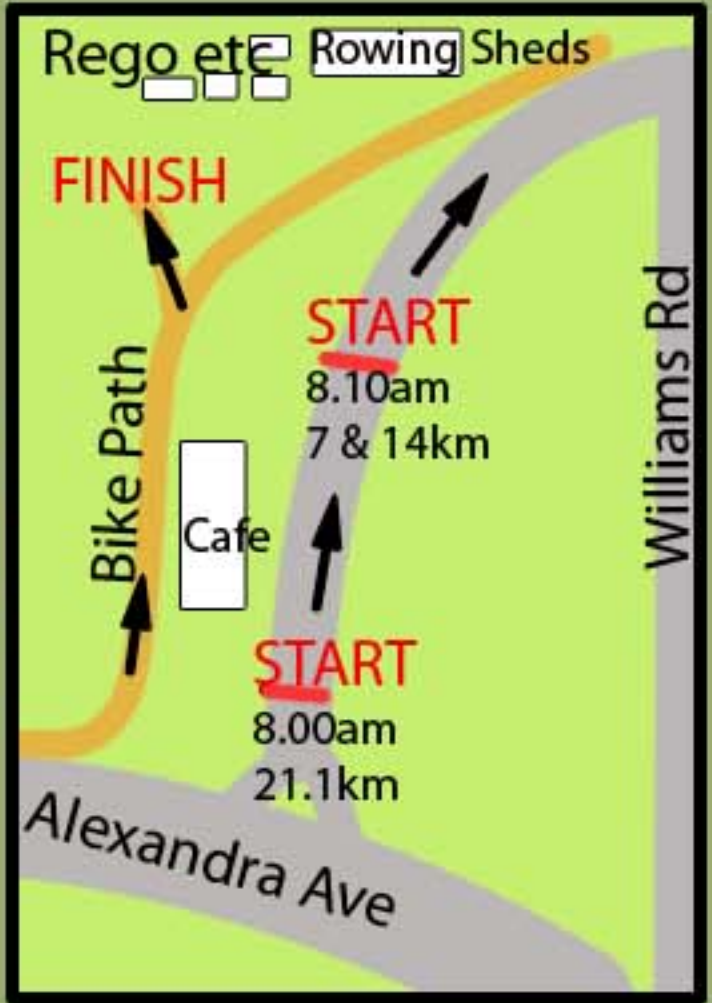 Rego etc
Rowing Sheds
FINISH
START
8.10am
7 & 14km
Williams Rd
Bike Path
Cafe
START
8.00am
21.1km
Alexandra Ave